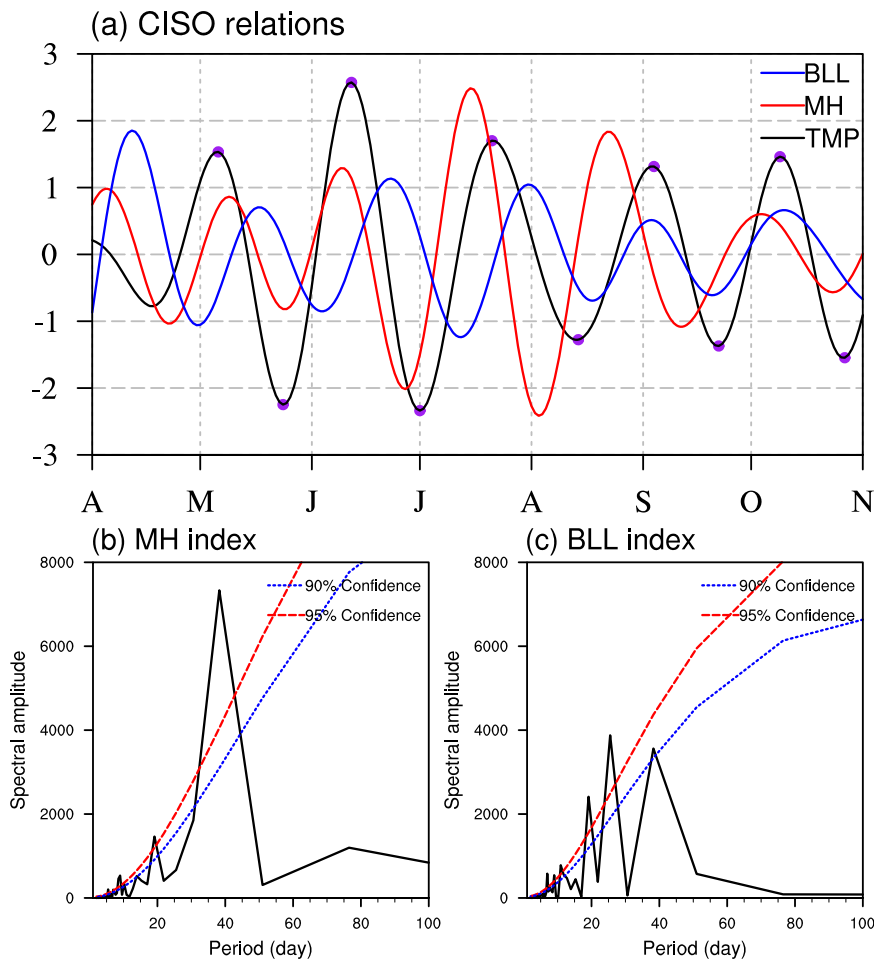 (a) CISO relations
3
2
1
0
-1
-2
-3
BLL
MH
TMP
A M J J A S O N
(b) MH index
8000
6000
4000
2000
0
Spectral amplitude
90% Confidence
95% Confidence
20 40 60 80 100
Period (day)
(c) BLL index
8000
6000
4000
2000
0
Spectral amplitude
90% Confidence
95% Confidence
20 40 60 80 100
Period (day)